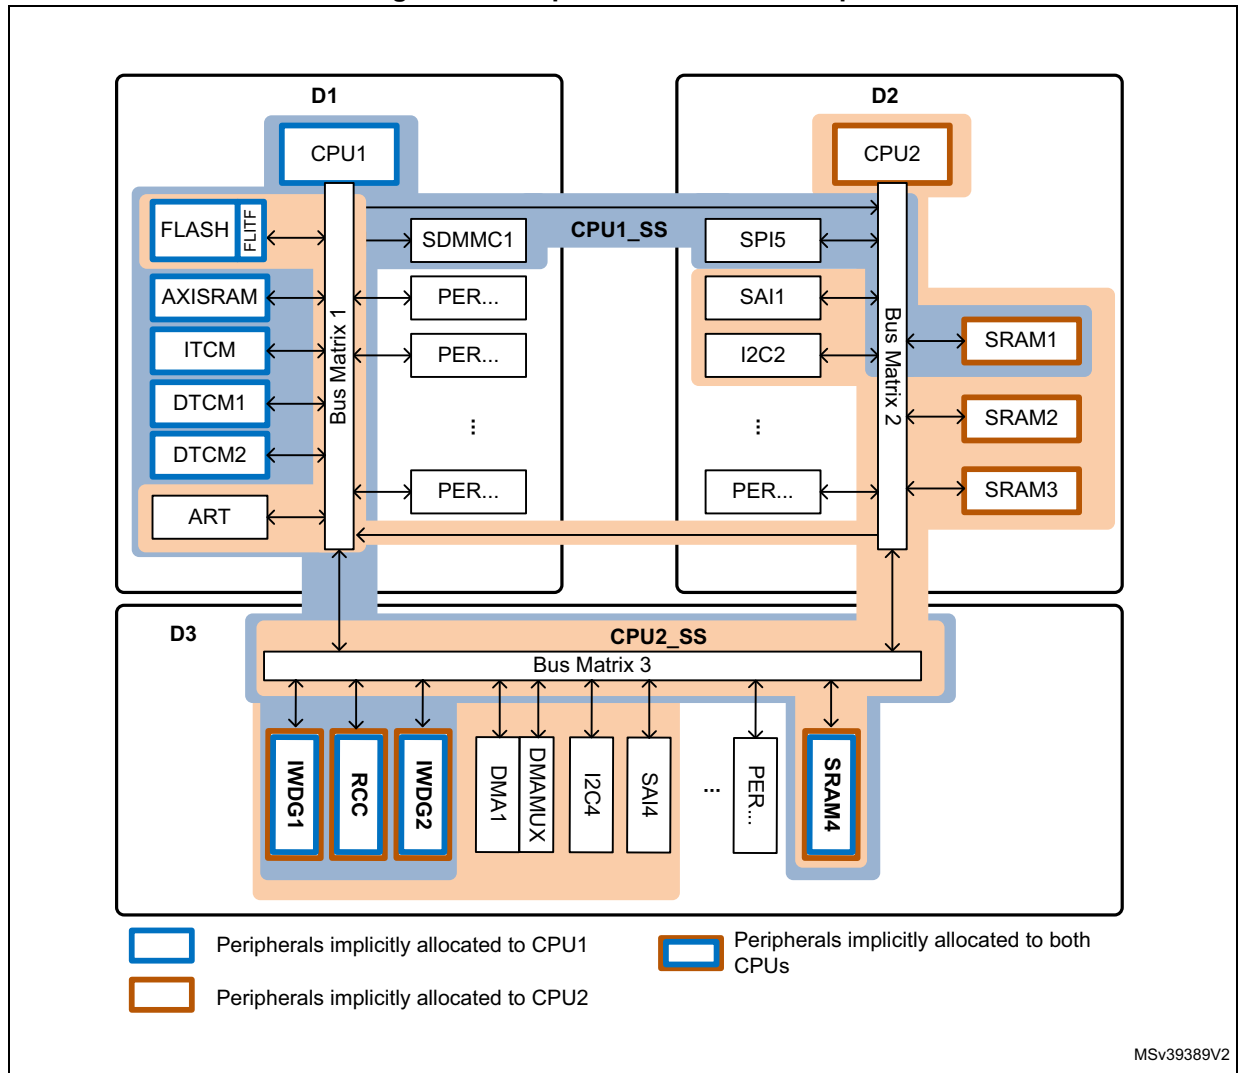 D1
D2
CPU1
CPU2
FLASH
FLITF
CPU1_SS
SDMMC1
SPI5
AXISRAM
PER...
SAI1
ITCM
Bus Matrix 1
PER...
I2C2
Bus Matrix 2
SRAM1
DTCM1
...
...
SRAM2
DTCM2
PER...
PER...
SRAM3
ART
D3
CPU2_SS
Bus Matrix 3
IWDG1
RCC
IWDG2
DMA1
DMAMUX
I2C4
SAI4
...
PER...
SRAM4
Peripherals implicitly allocated to CPU1
Peripherals implicitly allocated to both
CPUs
Peripherals implicitly allocated to CPU2
MSv39389V2